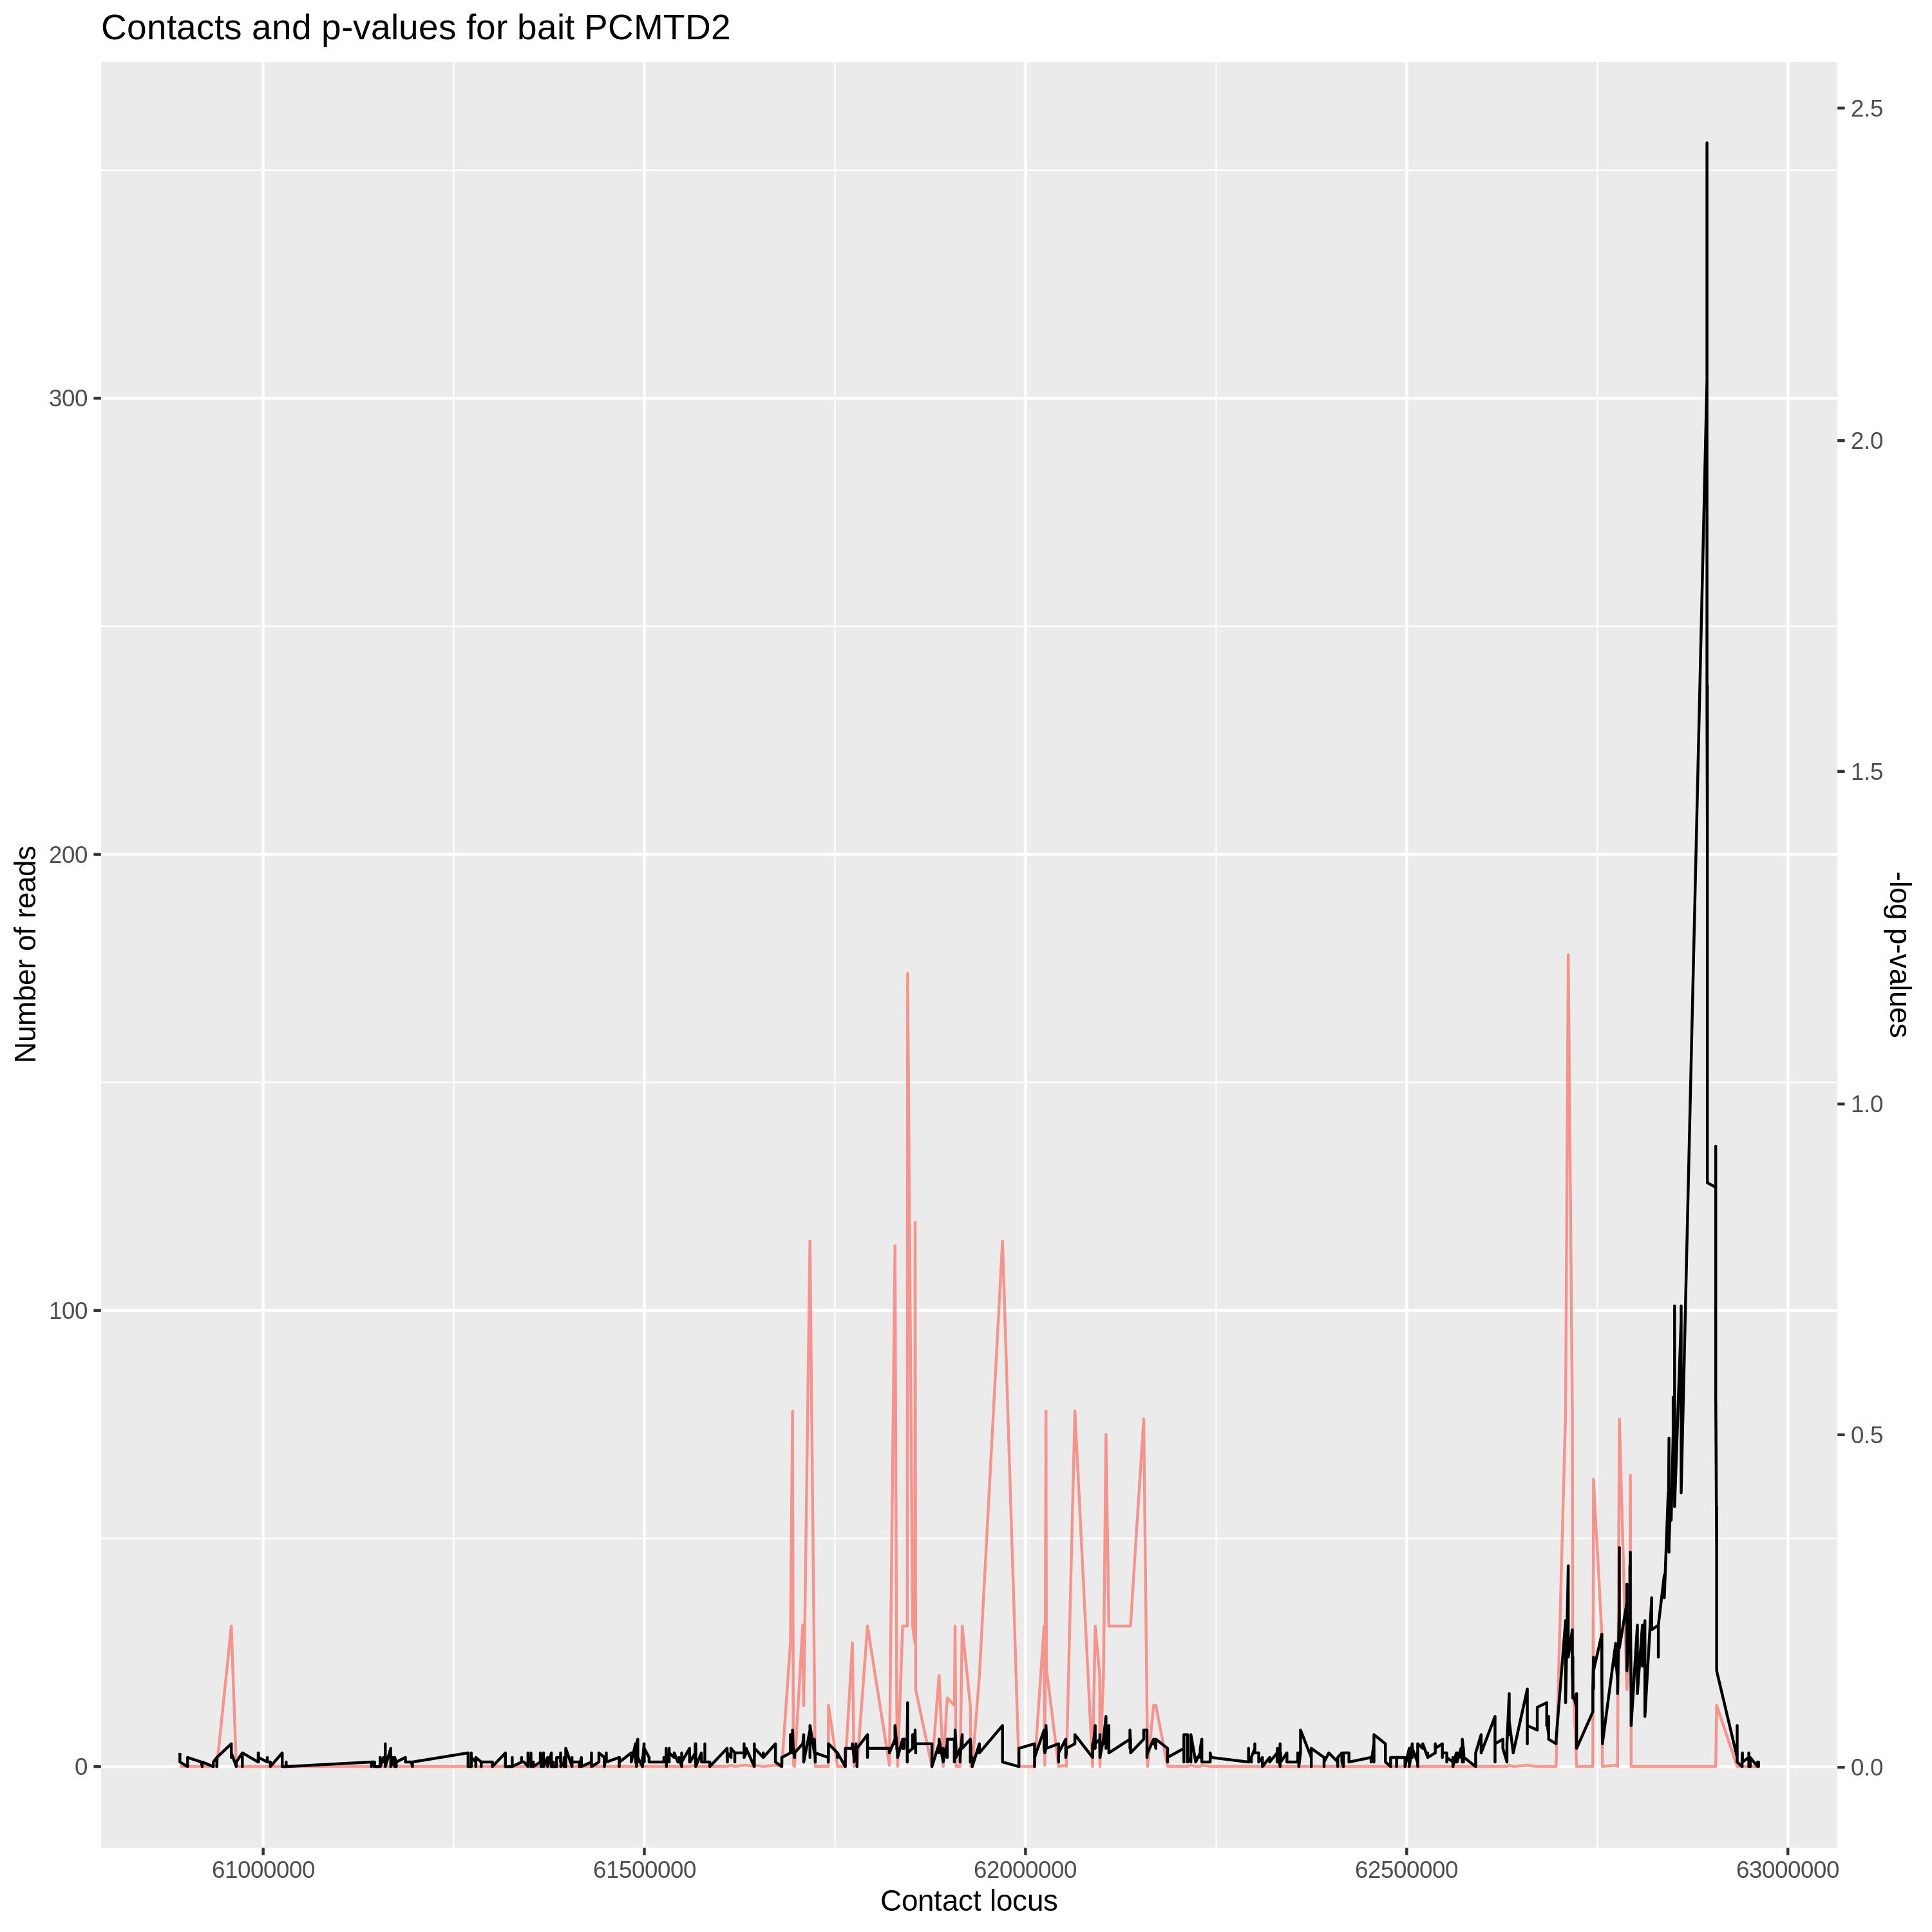 Contacts and p-values for bait PCMTD2
Number of reads
300
200
100
0
2.5
2.0
1.5
1.0
0.5
0.0
-log p-values
61000000 61500000 62000000 62500000 63000000
Contact locus